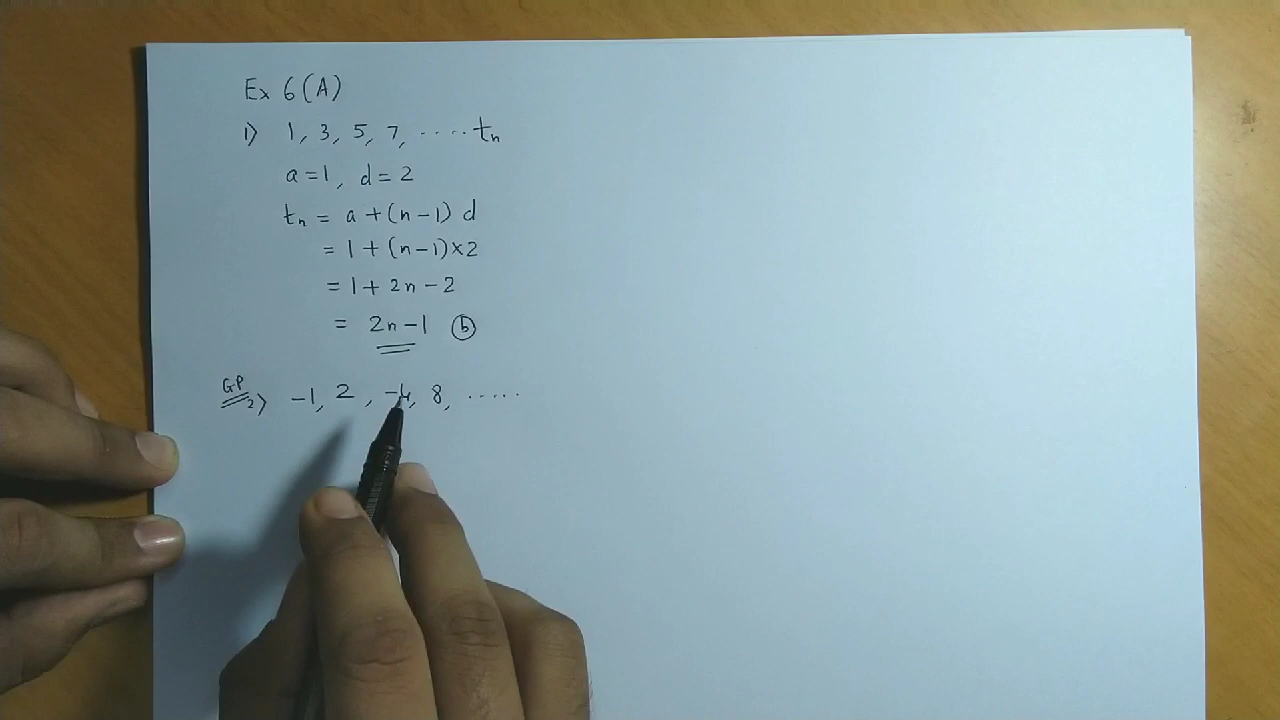 Ex 6(A)
1) 1, 3, 5, 7, ..... tₙ
a=1, d=2
tₙ = a+(n-1) d
= 1+(n-1)×2
= 1+ 2n-2
= 2n-1 ⓑ
GP
2) -1, 2, -4, 8, .....